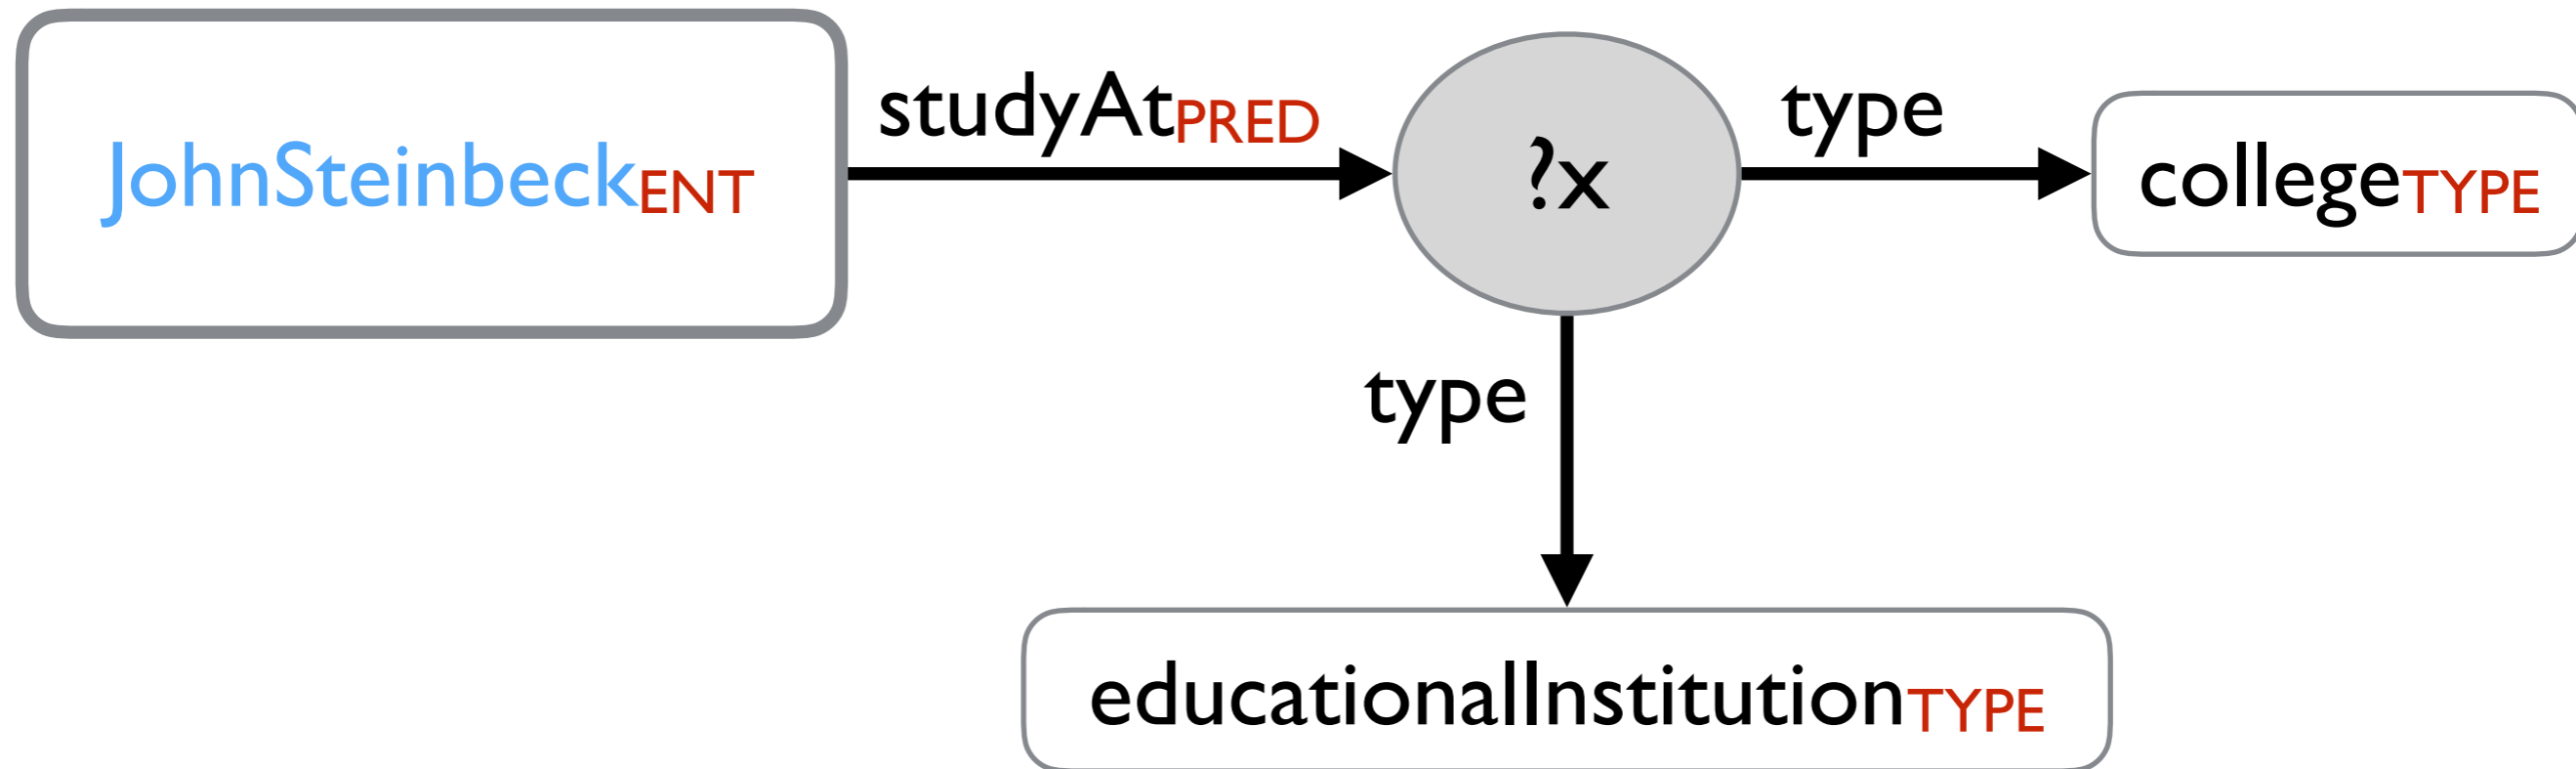 studyAtPRED
type
JohnSteinbeckENT
?x
collegeTYPE
type
educationalInstitutionTYPE